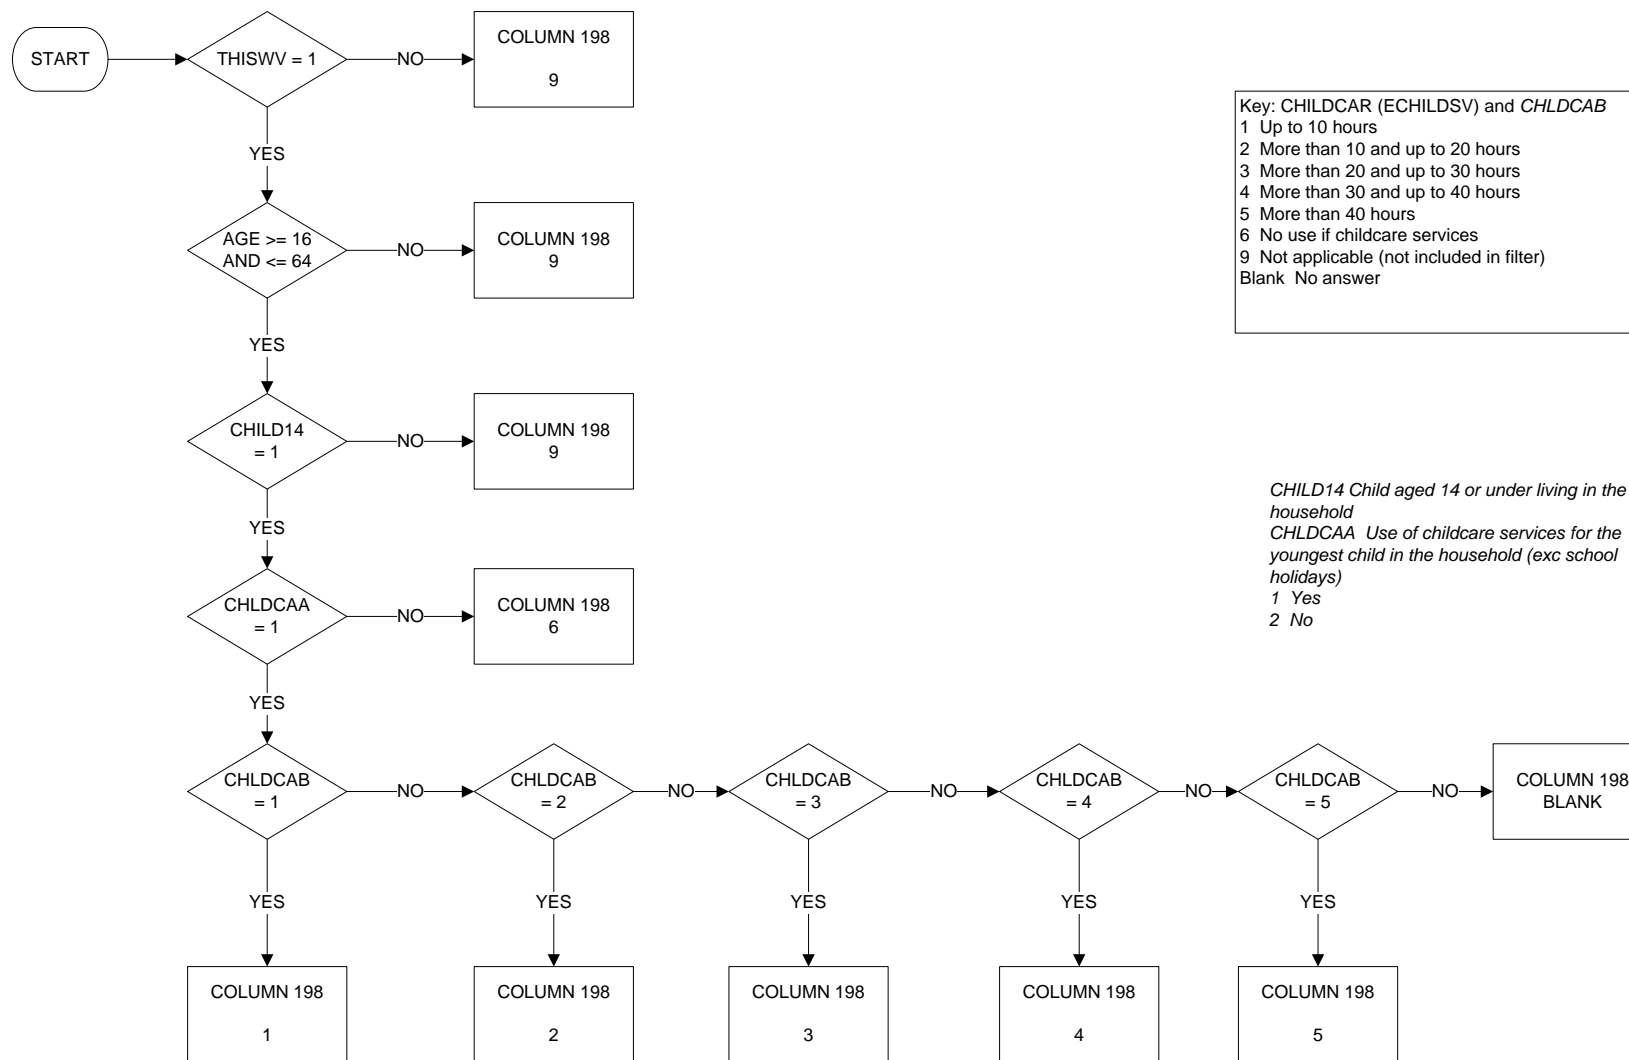 START
THISWV = 1
NO
COLUMN 198
9
YES
Key: CHILDCAR (ECHILDSV) and CHLDCAB
1 Up to 10 hours
2 More than 10 and up to 20 hours
3 More than 20 and up to 30 hours
4 More than 30 and up to 40 hours
5 More than 40 hours
6 No use if childcare services
9 Not applicable (not included in filter)
Blank No answer
AGE >= 16
AND <= 64
NO
COLUMN 198
9
YES
CHILD14
= 1
NO
COLUMN 198
9
YES
CHILD14 Child aged 14 or under living in the
household
CHLDCAA Use of childcare services for the
youngest child in the household (exc school
holidays)
1 Yes
2 No
CHLDCAA
= 1
NO
COLUMN 198
6
YES
CHLDCAB
= 1
NO
CHLDCAB
= 2
NO
CHLDCAB
= 3
NO
CHLDCAB
= 4
NO
CHLDCAB
= 5
NO
COLUMN 198
BLANK
YES
YES
YES
YES
YES
COLUMN 198
1
COLUMN 198
2
COLUMN 198
3
COLUMN 198
4
COLUMN 198
5